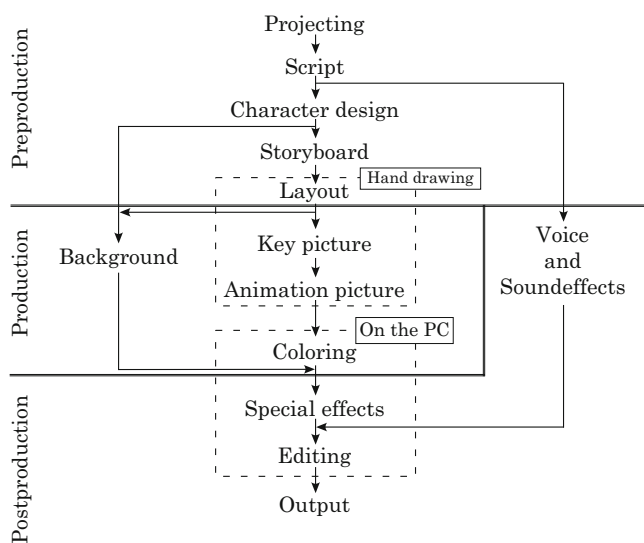 Preproduction
Projecting
Script
Character design
Storyboard
Hand drawing
Layout
Production
Background
Key picture
Animation picture
Voice
and
Soundeffects
On the PC
Coloring
Postproduction
Special effects
Editing
Output